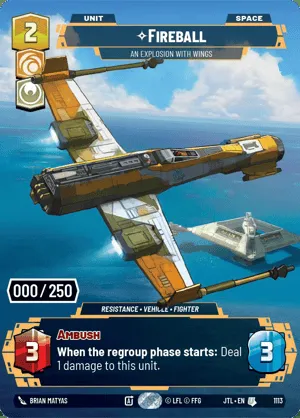 UNIT
SPACE
2
FIREBALL
AN EXPLOSION WITH WINGS
000/250
RESISTANCE • VEHICLE • FIGHTER
3
AMBUSH
When the regroup phase starts: Deal
1 damage to this unit.
3
BRIAN MATYAS
© LFL © FFG
JTL • EN
1113